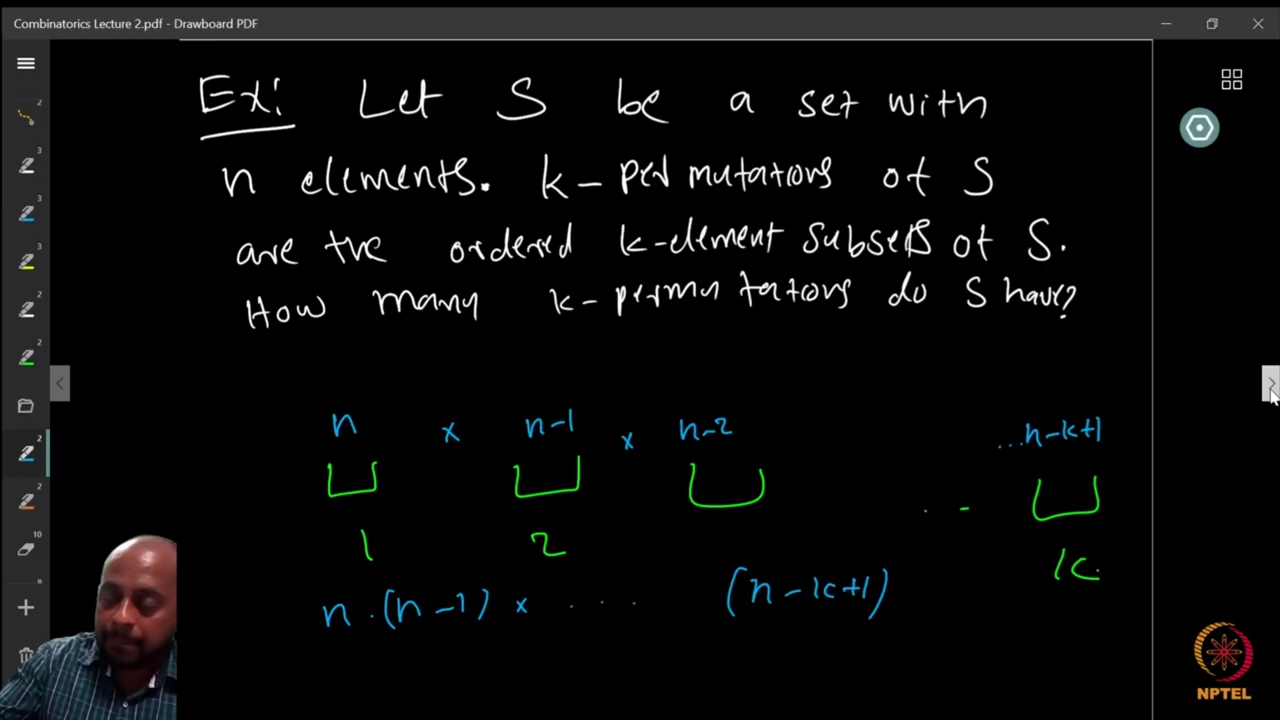 Combinatorics Lecture 2.pdf - Drawboard PDF
Ex: Let S be a set with
n elements. k-permutations of S
are the ordered k-element subsets of S.
How many k-permutations do S have?
n x n-1 x n-2 ...n-k+1
1 2 .. k.
n.(n-1) x .... (n-k+1)
NPTEL